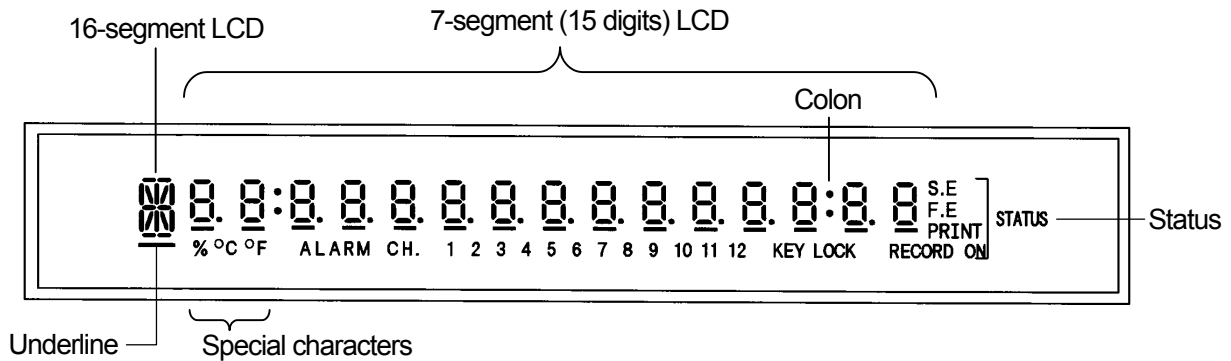 16-segment LCD
7-segment (15 digits) LCD
Colon
8. 8:8. 8. 8. 8. 8. 8. 8. 8. 8. 8. 8:8. 8
S.E
F.E
PRINT
STATUS
Status
% °C °F ALARM CH. 1 2 3 4 5 6 7 8 9 10 11 12 KEY LOCK RECORD ON
Underline
Special characters